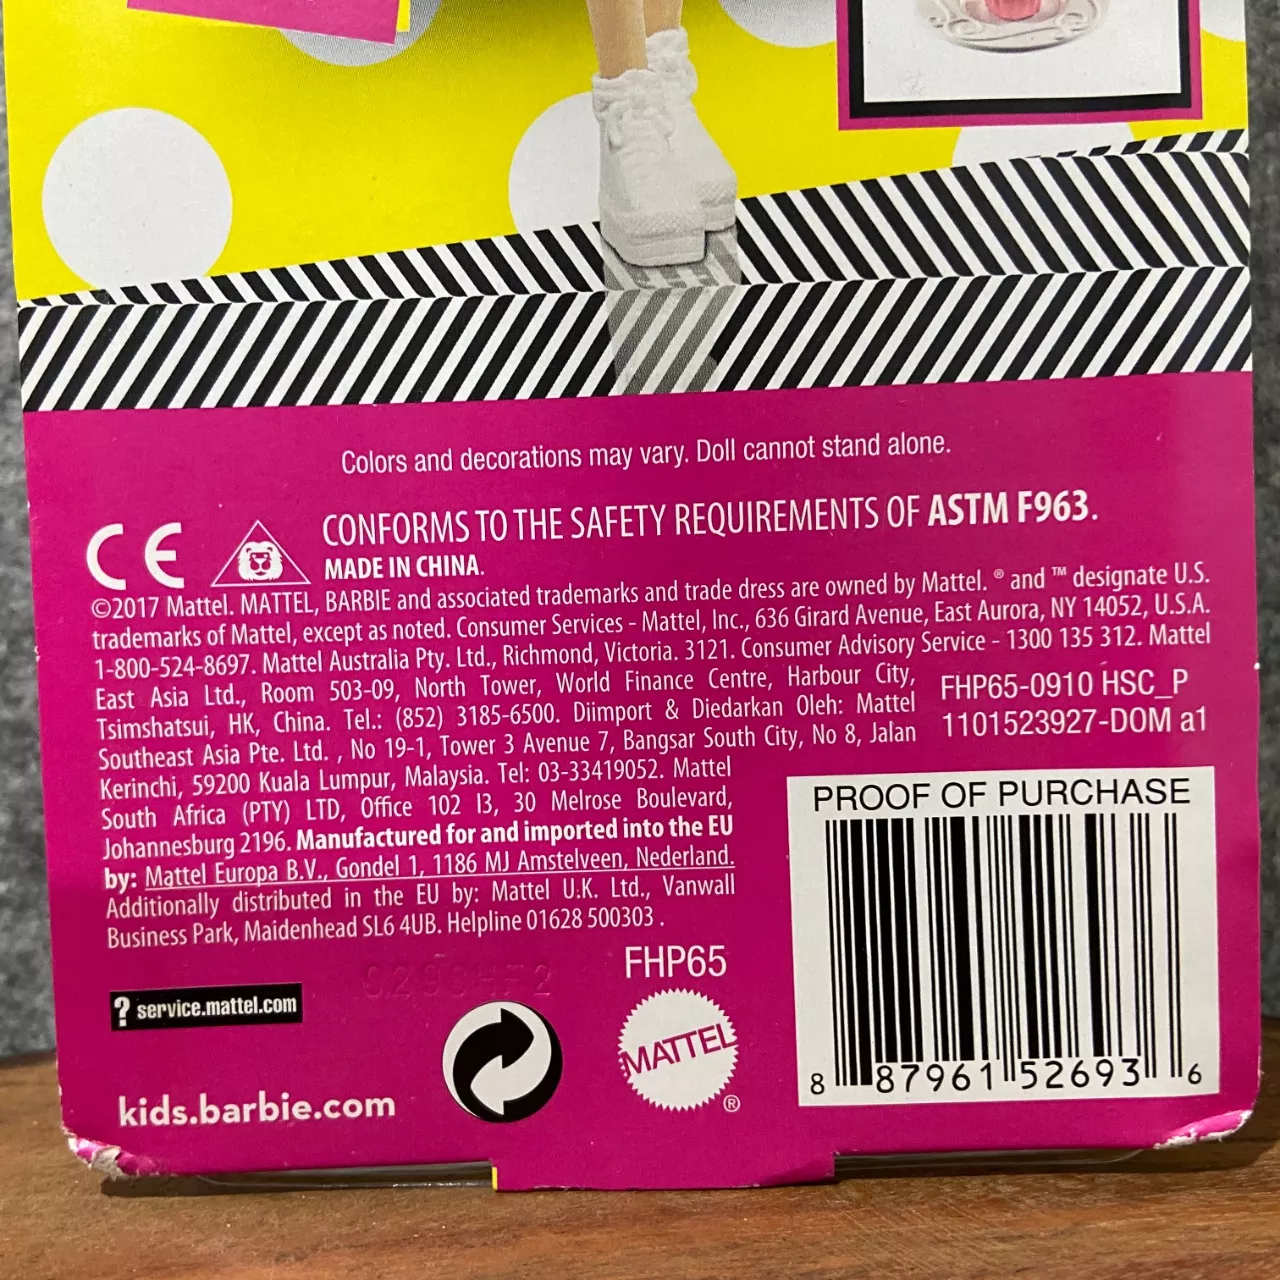 Colors and decorations may vary. Doll cannot stand alone.
CE
CONFORMS TO THE SAFETY REQUIREMENTS OF ASTM F963.
MADE IN CHINA.
©2017 Mattel. MATTEL, BARBIE and associated trademarks and trade dress are owned by Mattel. ® and ™ designate U.S.
trademarks of Mattel, except as noted. Consumer Services - Mattel, Inc., 636 Girard Avenue, East Aurora, NY 14052, U.S.A.
1-800-524-8697. Mattel Australia Pty. Ltd., Richmond, Victoria. 3121. Consumer Advisory Service - 1300 135 312. Mattel
East Asia Ltd., Room 503-09, North Tower, World Finance Centre, Harbour City,
Tsimshatsui, HK, China. Tel.: (852) 3185-6500. Diimport & Diedarkan Oleh: Mattel
Southeast Asia Pte. Ltd. , No 19-1, Tower 3 Avenue 7, Bangsar South City, No 8, Jalan
Kerinchi, 59200 Kuala Lumpur, Malaysia. Tel: 03-33419052. Mattel
South Africa (PTY) LTD, Office 102 I3, 30 Melrose Boulevard,
Johannesburg 2196. Manufactured for and imported into the EU
by: Mattel Europa B.V., Gondel 1, 1186 MJ Amstelveen, Nederland.
Additionally distributed in the EU by: Mattel U.K. Ltd., Vanwall
Business Park, Maidenhead SL6 4UB. Helpline 01628 500303 .
FHP65-0910 HSC_P
1101523927-DOM a1
PROOF OF PURCHASE
8 87961 52693 6
FHP65
? service.mattel.com
MATTEL
®
kids.barbie.com